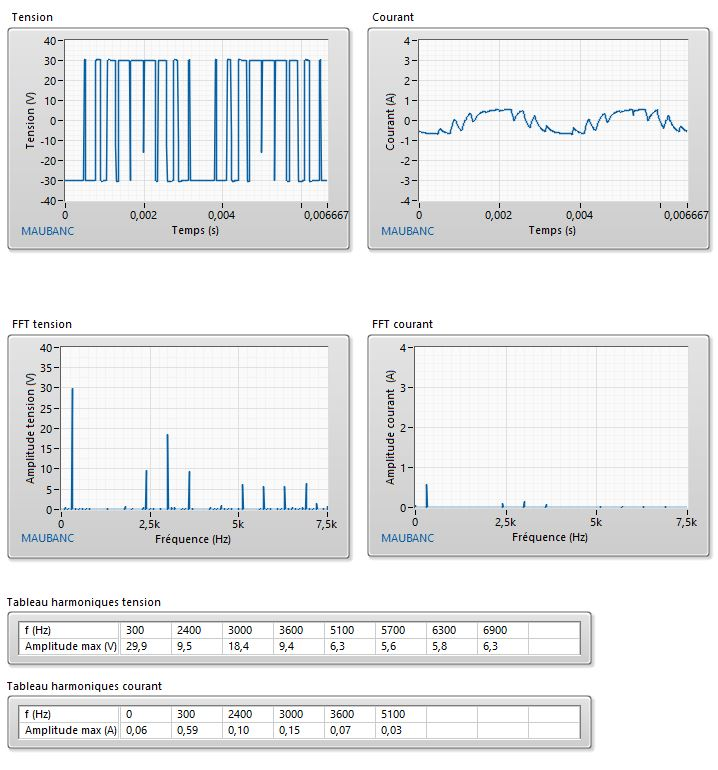 Tension
Courant
40
30
20
10
0
-10
-20
-30
-40
Tension (V)
0
0,002
0,004
0,006667
Temps (s)
MAUBANC
4
3
2
1
0
-1
-2
-3
-4
Courant (A)
0
0,002
0,004
0,006667
Temps (s)
MAUBANC
FFT tension
FFT courant
40
35
30
25
20
15
10
5
0
Amplitude tension (V)
0
2,5k
5k
7,5k
Fréquence (Hz)
MAUBANC
4
3
2
1
0
Amplitude courant (A)
0
2,5k
5k
7,5k
Fréquence (Hz)
MAUBANC
Tableau harmoniques tension
f (Hz) 300 2400 3000 3600 5100 5700 6300 6900
Amplitude max (V) 29,9 9,5 18,4 9,4 6,3 5,6 5,8 6,3
Tableau harmoniques courant
f (Hz) 0 300 2400 3000 3600 5100
Amplitude max (A) 0,06 0,59 0,10 0,15 0,07 0,03